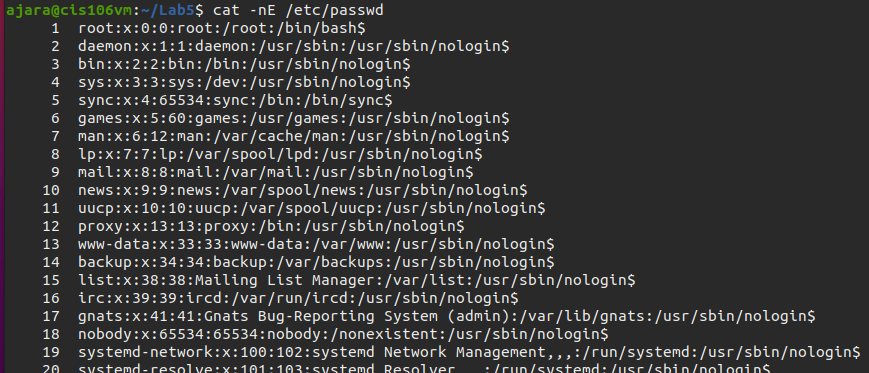 ajara@cis106vm:~/Lab5$ cat -nE /etc/passwd
1 root:x:0:0:root:/root:/bin/bash$
2 daemon:x:1:1:daemon:/usr/sbin:/usr/sbin/nologin$
3 bin:x:2:2:bin:/bin:/usr/sbin/nologin$
4 sys:x:3:3:sys:/dev:/usr/sbin/nologin$
5 sync:x:4:65534:sync:/bin:/bin/sync$
6 games:x:5:60:games:/usr/games:/usr/sbin/nologin$
7 man:x:6:12:man:/var/cache/man:/usr/sbin/nologin$
8 lp:x:7:7:lp:/var/spool/lpd:/usr/sbin/nologin$
9 mail:x:8:8:mail:/var/mail:/usr/sbin/nologin$
10 news:x:9:9:news:/var/spool/news:/usr/sbin/nologin$
11 uucp:x:10:10:uucp:/var/spool/uucp:/usr/sbin/nologin$
12 proxy:x:13:13:proxy:/bin:/usr/sbin/nologin$
13 www-data:x:33:33:www-data:/var/www:/usr/sbin/nologin$
14 backup:x:34:34:backup:/var/backups:/usr/sbin/nologin$
15 list:x:38:38:Mailing List Manager:/var/list:/usr/sbin/nologin$
16 irc:x:39:39:ircd:/var/run/ircd:/usr/sbin/nologin$
17 gnats:x:41:41:Gnats Bug-Reporting System (admin):/var/lib/gnats:/usr/sbin/nologin$
18 nobody:x:65534:65534:nobody:/nonexistent:/usr/sbin/nologin$
19 systemd-network:x:100:102:systemd Network Management,,,:/run/systemd:/usr/sbin/nologin$
20 systemd-resolve:x:101:103:systemd Resolver,,,:/run/systemd:/usr/sbin/nologin$